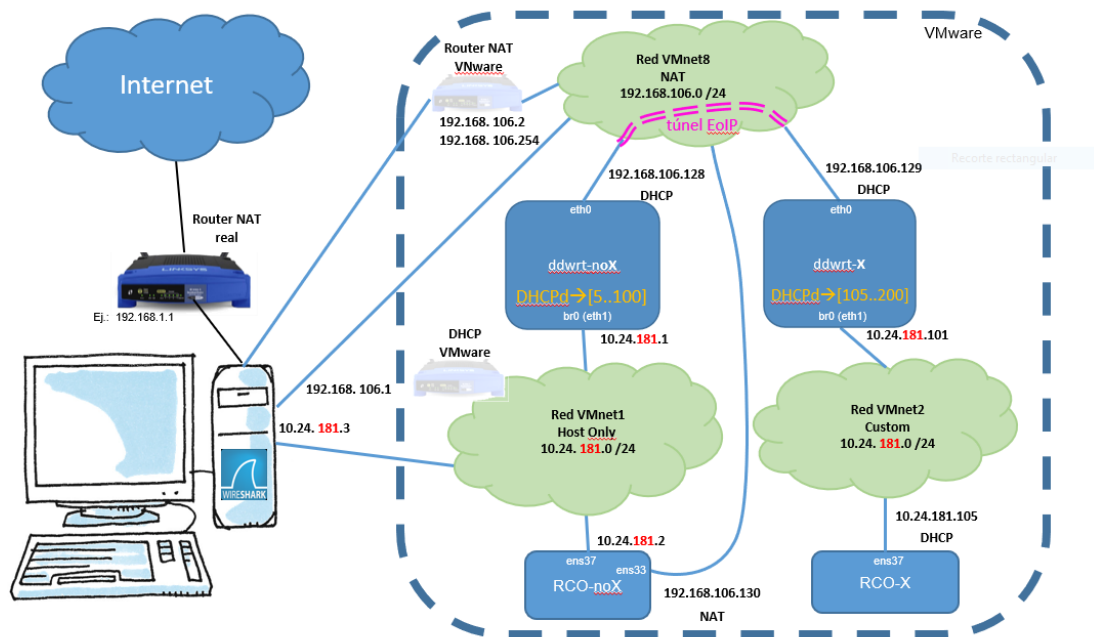 VMware
Internet
Router NAT
VNware
192.168. 106.2
192.168. 106.254
Red VMnet8
NAT
192.168.106.0 /24
túnel EoIP
Recorte rectangular
192.168.106.128
DHCP
192.168.106.129
DHCP
Router NAT
real
LINKSYS
Ej.: 192.168.1.1
eth0
ddwrt-noX
DHCPd→[5..100]
br0 (eth1)
10.24.181.1
eth0
ddwrt-X
DHCPd→[105..200]
br0 (eth1)
10.24.181.101
DHCP
VMware
192.168. 106.1
10.24. 181.3
WIRESHARK
Red VMnet1
Host Only
10.24. 181.0 /24
Red VMnet2
Custom
10.24. 181.0 /24
10.24.181.2
ens37
ens33
RCO-noX
192.168.106.130
NAT
10.24.181.105
DHCP
ens37
RCO-X